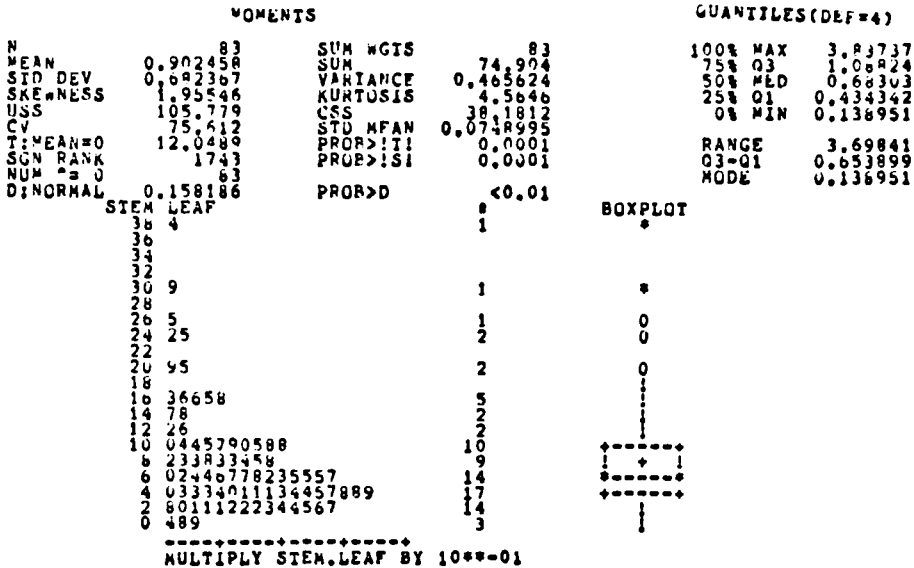 MOMENTS QUANTILES(DEF=4)
N 83 SUM WGTS 83 100% MAX 3.83737
MEAN 0.902458 SUM 74.904 75% Q3 1.08824
STD DEV 0.682367 VARIANCE 0.465624 50% MED 0.68303
SKEWNESS 1.95546 KURTOSIS 4.5646 25% Q1 0.434342
USS 105.779 CSS 38.1812 0% MIN 0.138951
CV 75.612 STD MEAN 0.0748995
T:MEAN=0 12.0489 PROB>!T! 0.0001 RANGE 3.69841
SGN RANK 1743 PROB>!S! 0.0001 Q3-Q1 0.653899
NUM ^= 0 83 MODE 0.138951
D:NORMAL 0.158186 PROB>D <0.01
STEM LEAF # BOXPLOT
38 4 1 *
36
34
32
30 9 1 *
28
26 5 1 0
24 25 2 0
22
20 95 2 0
18
16 36658 5
14 78 2
12 26 2
10 0445790588 10
8 233833458 9
6 02446778235557 14
4 03334011134457889 17
2 80111222344567 14
0 489 3
MULTIPLY STEM.LEAF BY 10**-01